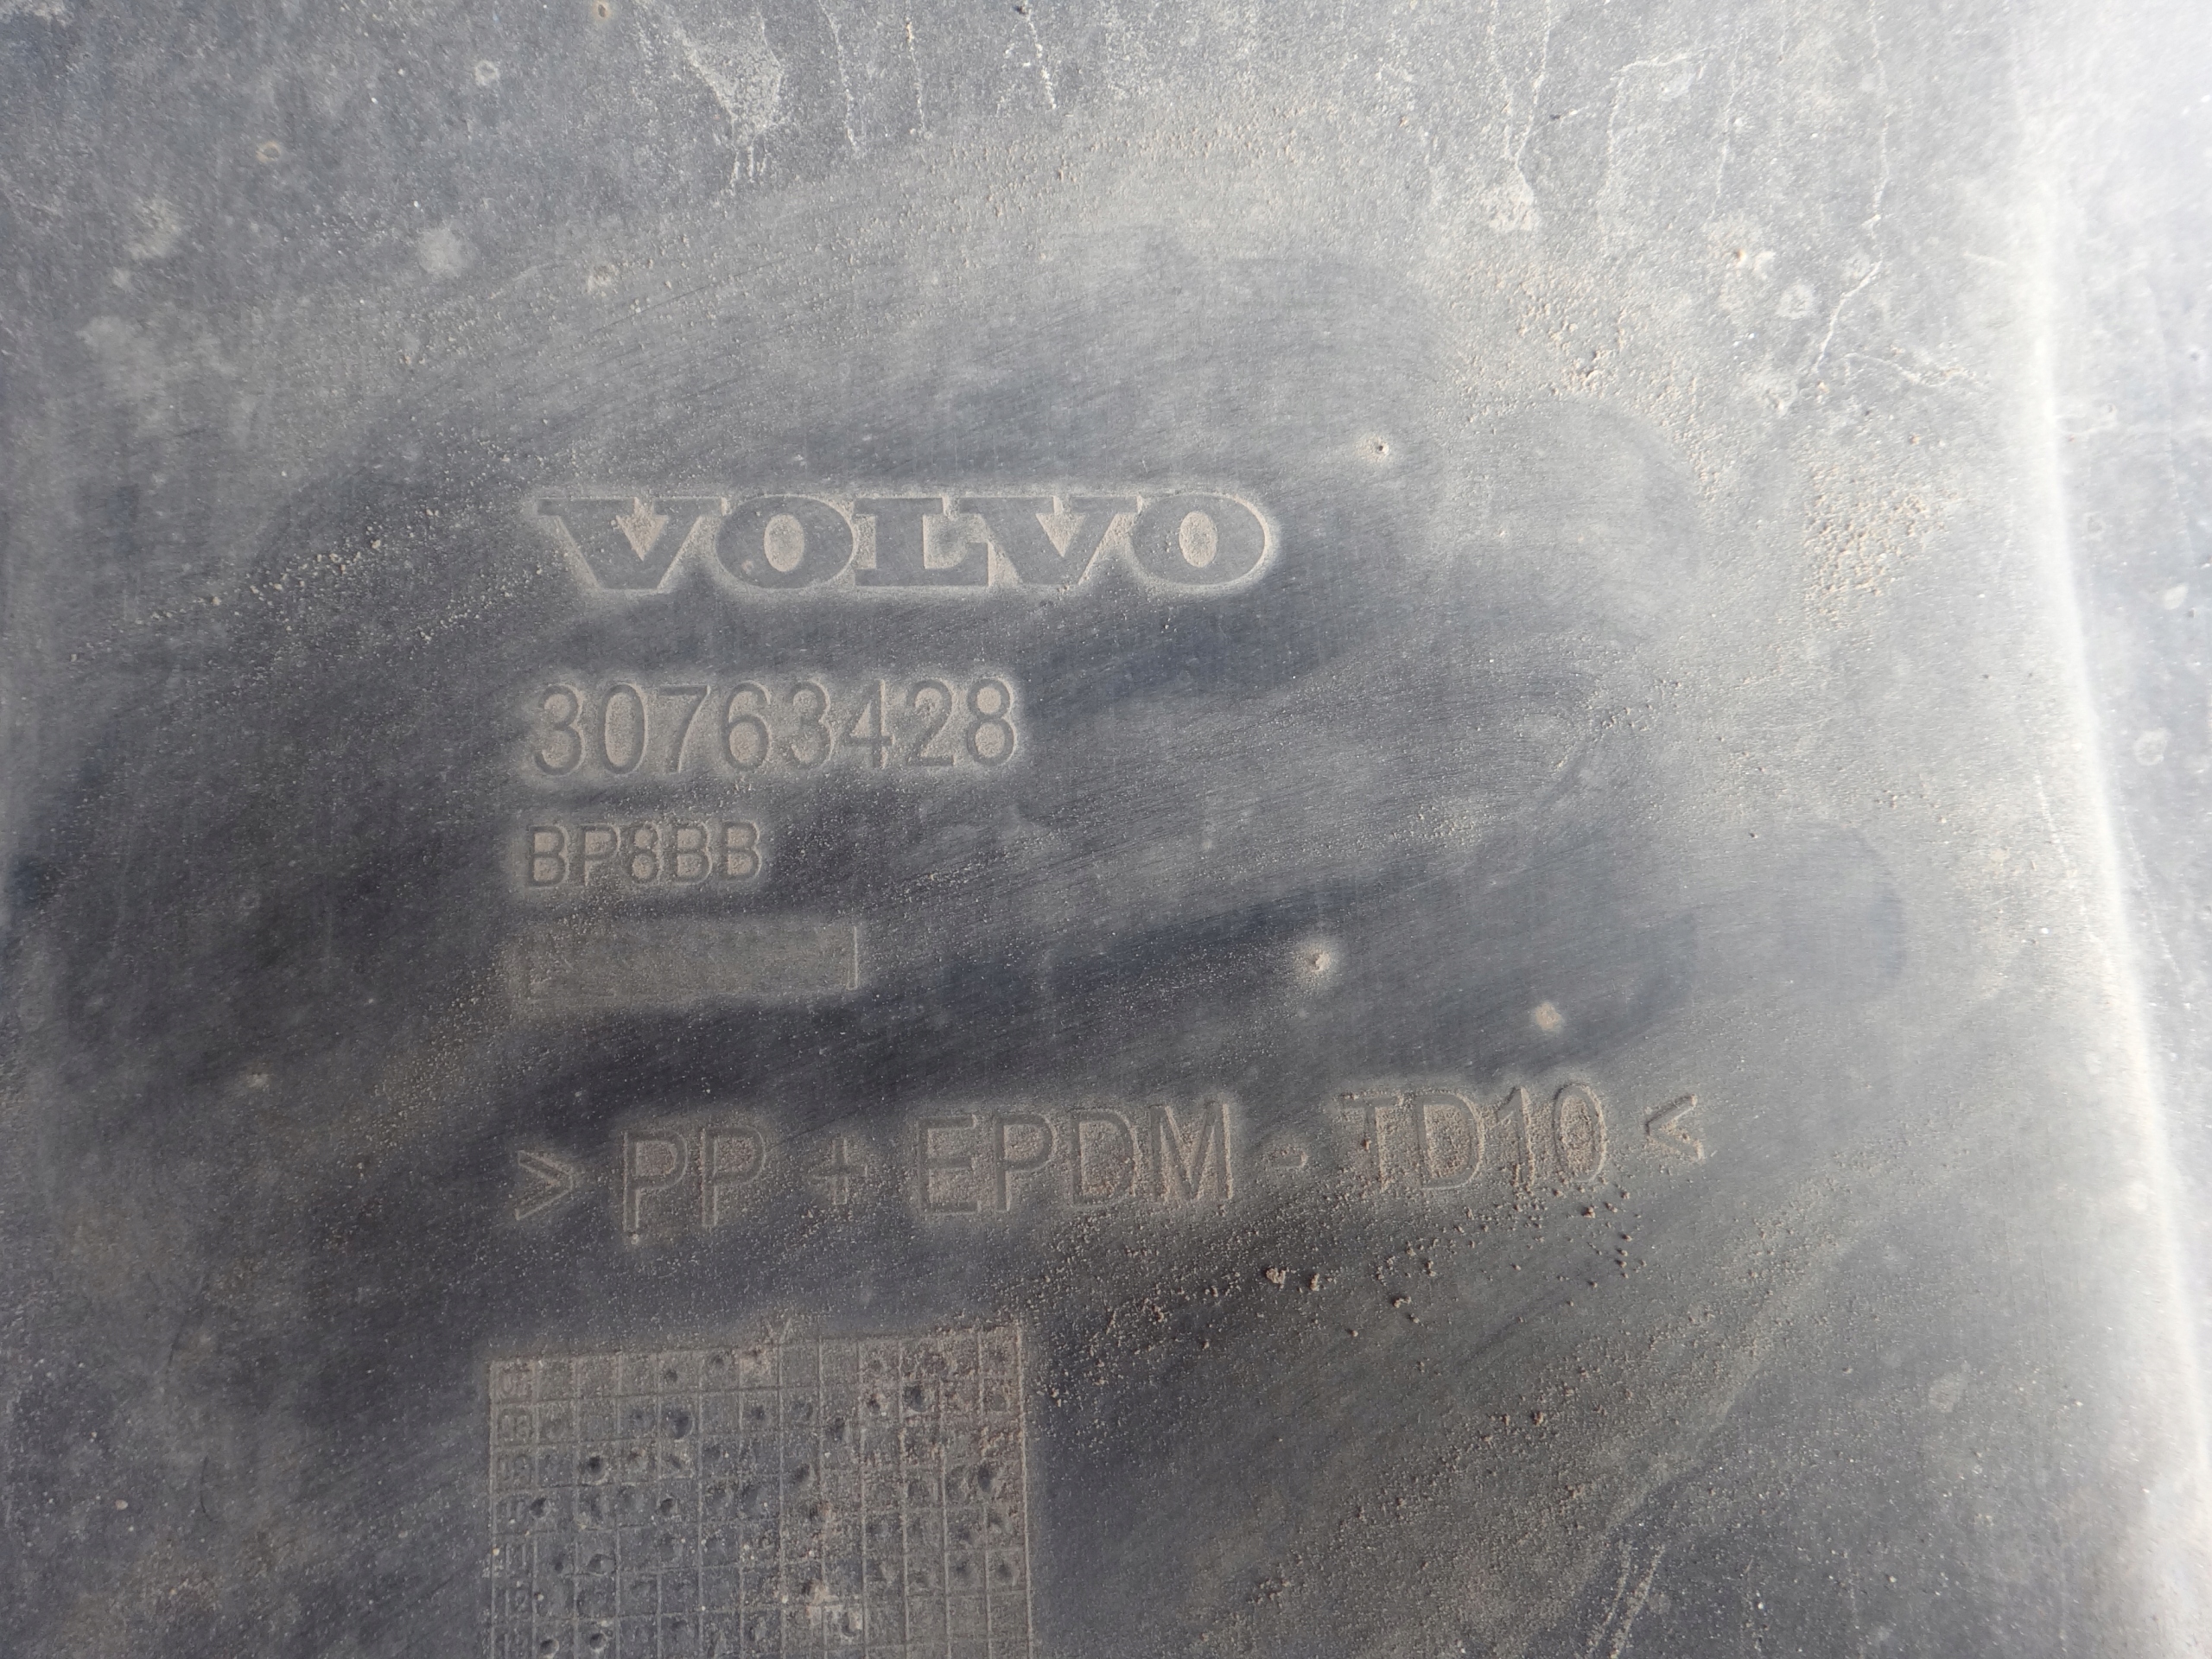 VOLVO
30763428
BP8BB
> PP + EPDM - TD10 <